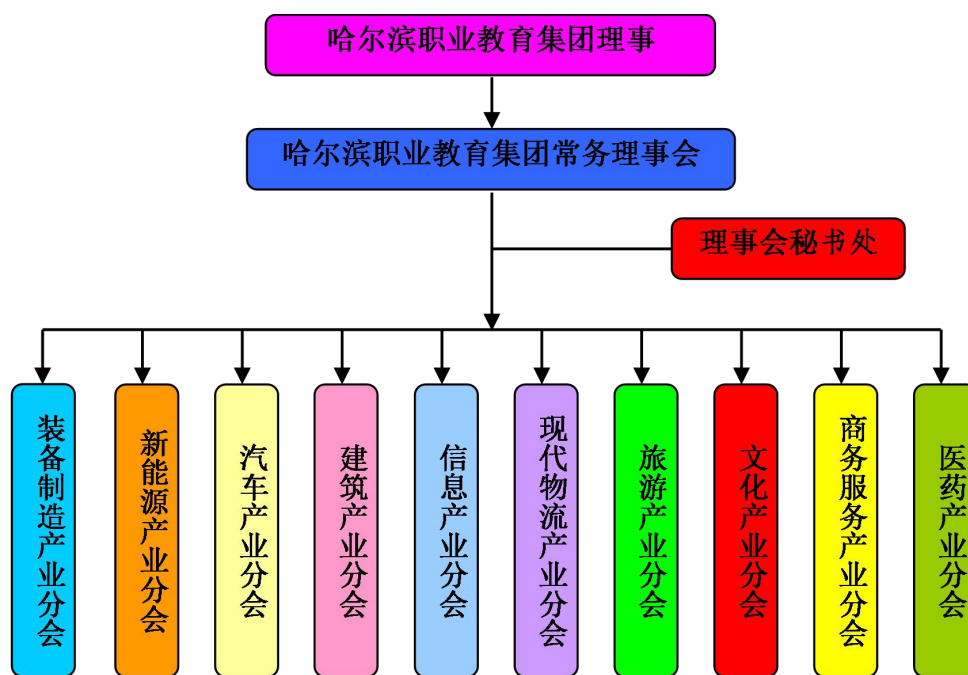 哈尔滨职业教育集团理事
哈尔滨职业教育集团常务理事会
理事会秘书处
装备制造产业分会
新能源产业分会
汽车产业分会
建筑产业分会
信息产业分会
现代物流产业分会
旅游产业分会
文化产业分会
商务服务产业分会
医药产业分会